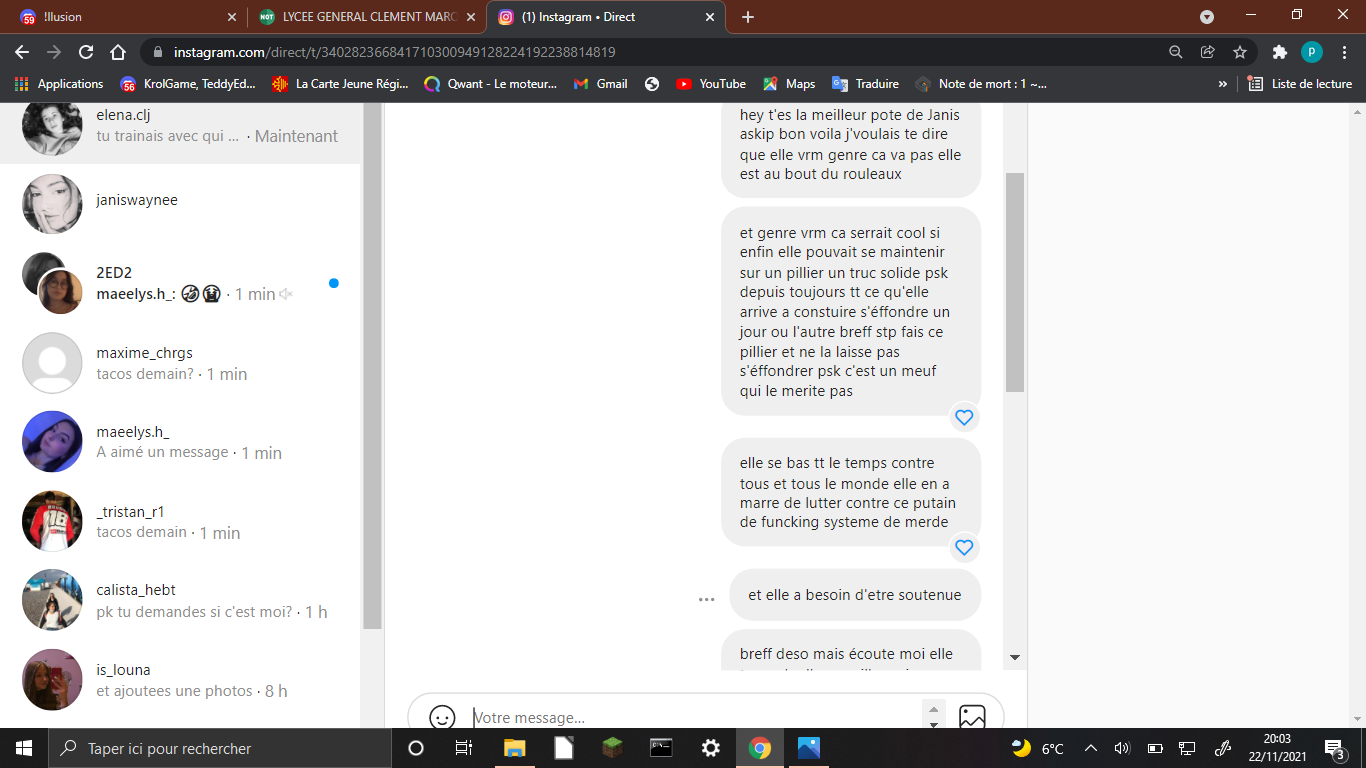 !llusion
LYCEE GENERAL CLEMENT MARO
(1) Instagram • Direct
instagram.com/direct/t/340282366841710300949128224192238814819
p
Applications
KrolGame, TeddyEd...
La Carte Jeune Régi...
Qwant - Le moteur...
Gmail
YouTube
Maps
Traduire
Note de mort : 1 ~...
»
Liste de lecture
elena.clj
tu trainais avec qui ... · Maintenant
janiswaynee
2ED2
maeelys.h_: 🤣😭 · 1 min
maxime_chrgs
tacos demain? · 1 min
maeelys.h_
A aimé un message · 1 min
_tristan_r1
tacos demain · 1 min
calista_hebt
pk tu demandes si c'est moi? · 1 h
is_louna
et ajoutees une photos · 8 h
hey t'es la meilleur pote de Janis
askip bon voila j'voulais te dire
que elle vrm genre ca va pas elle
est au bout du rouleaux
et genre vrm ca serrait cool si
enfin elle pouvait se maintenir
sur un pillier un truc solide psk
depuis toujours tt ce qu'elle
arrive a constuire s'éffondre un
jour ou l'autre breff stp fais ce
pillier et ne la laisse pas
s'éffondrer psk c'est un meuf
qui le merite pas
elle se bas tt le temps contre
tous et tous le monde elle en a
marre de lutter contre ce putain
de funcking systeme de merde
et elle a besoin d'etre soutenue
breff deso mais écoute moi elle
Votre message...
Taper ici pour rechercher
6°C
20:03
22/11/2021
3